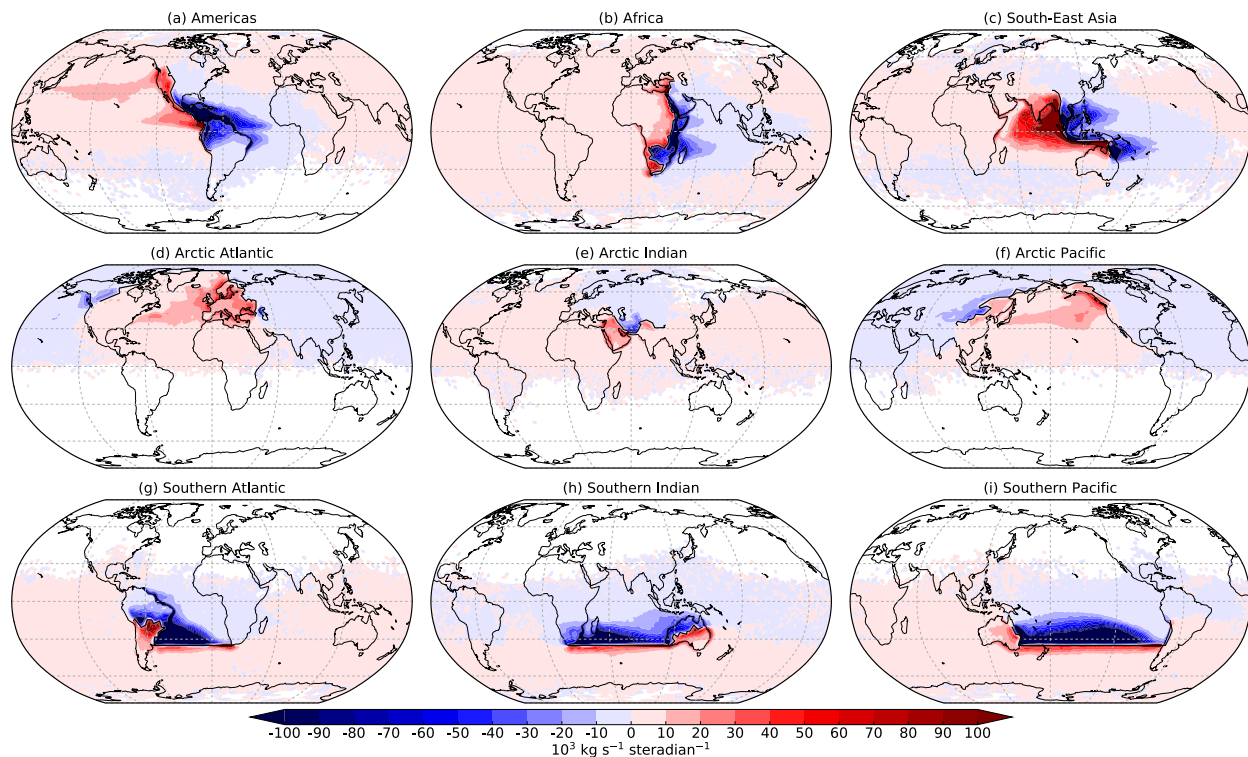 (a) Americas
(b) Africa
(c) South-East Asia
(d) Arctic Atlantic
(e) Arctic Indian
(f) Arctic Pacific
(g) Southern Atlantic
(h) Southern Indian
(i) Southern Pacific
-100 -90 -80 -70 -60 -50 -40 -30 -20 -10 0 10 20 30 40 50 60 70 80 90 100
10³ kg s⁻¹ steradian⁻¹